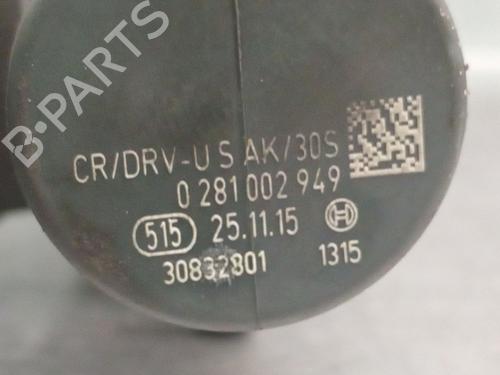 B-PARTS
CR/DRV-U S AK/30S
0 281 002 949
515 25.11.15
30832801 1315